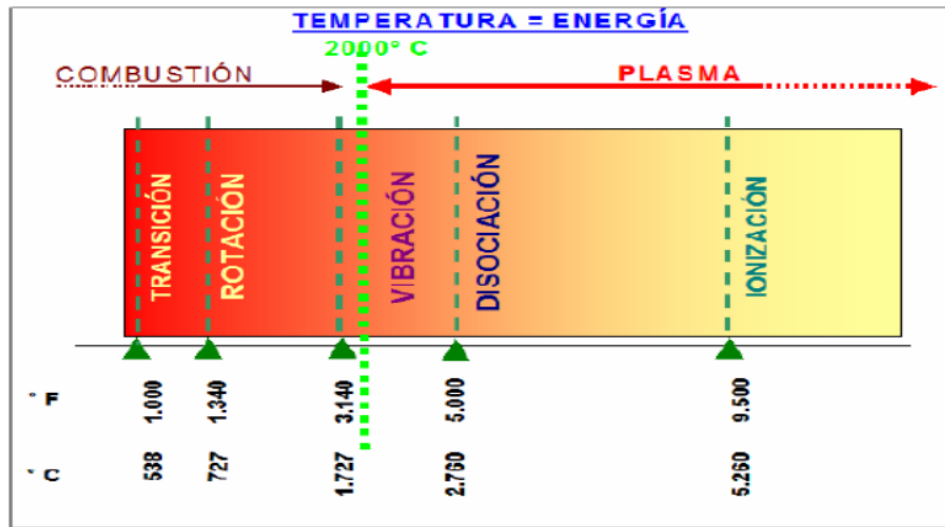 TEMPERATURA = ENERGÍA
2000° C
COMBUSTIÓN
PLASMA
TRANSICIÓN
ROTACIÓN
VIBRACIÓN
DISOCIACIÓN
IONIZACIÓN
° F 1.000 1.340 3.140 5.000 9.500
° C 538 727 1.727 2.760 5.260